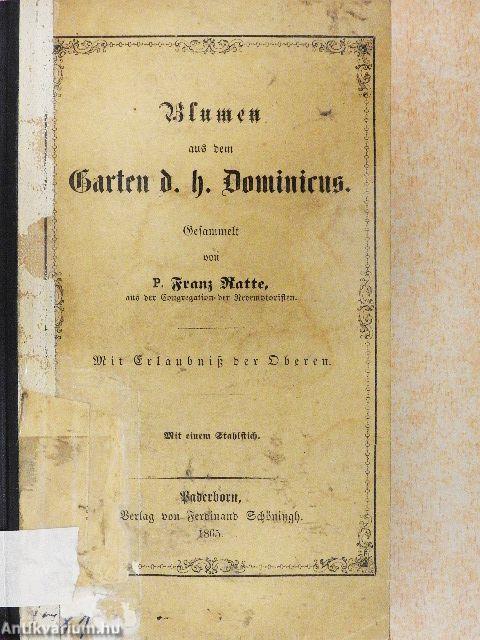 Blumen
aus dem
Garten d. h. Dominicus.
Gesammelt
von
P. Franz Ratte,
aus der Congregation der Redemptoristen.
Mit Erlaubniß der Oberen.
Mit einem Stahlstich.
Paderborn,
Verlag von Ferdinand Schöningh.
1865.
Antikvarium.hu